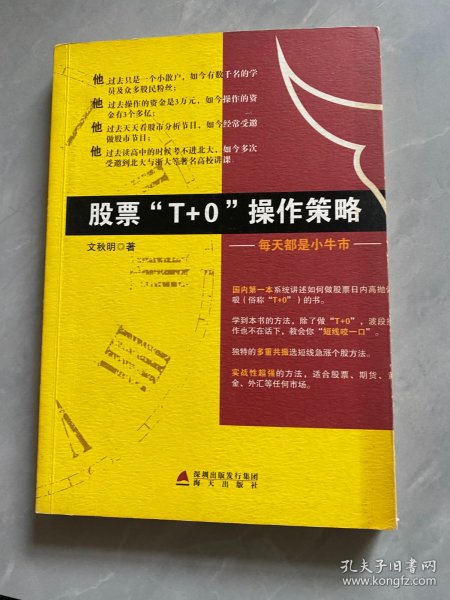 他 过去只是一个小散户，如今有数千名的学
员及众多股民粉丝；
他 过去操作的资金是3万元，如今操作的资
金有3个多亿；
他 过去天天看股市分析节目，如今经常受邀
做股市节目；
他 过去读高中的时候考不进北大，如今多次
受邀到北大与浙大等著名高校讲课。
股票“T+0”操作策略
每天都是小牛市
文秋明◎著
国内第一本系统讲述如何做股票日内高抛低
吸（俗称“T+0”）的书。
学到本书的方法，除了做“T+0”，波段操
作也不在话下，教会你“短线咬一口”。
独特的多重共振选短线急涨个股方法。
实战性超强的方法，适合股票、期货、黄
金、外汇等任何市场。
深圳出版发行集团
海天出版社
孔夫子旧书网
www.kongfz.com